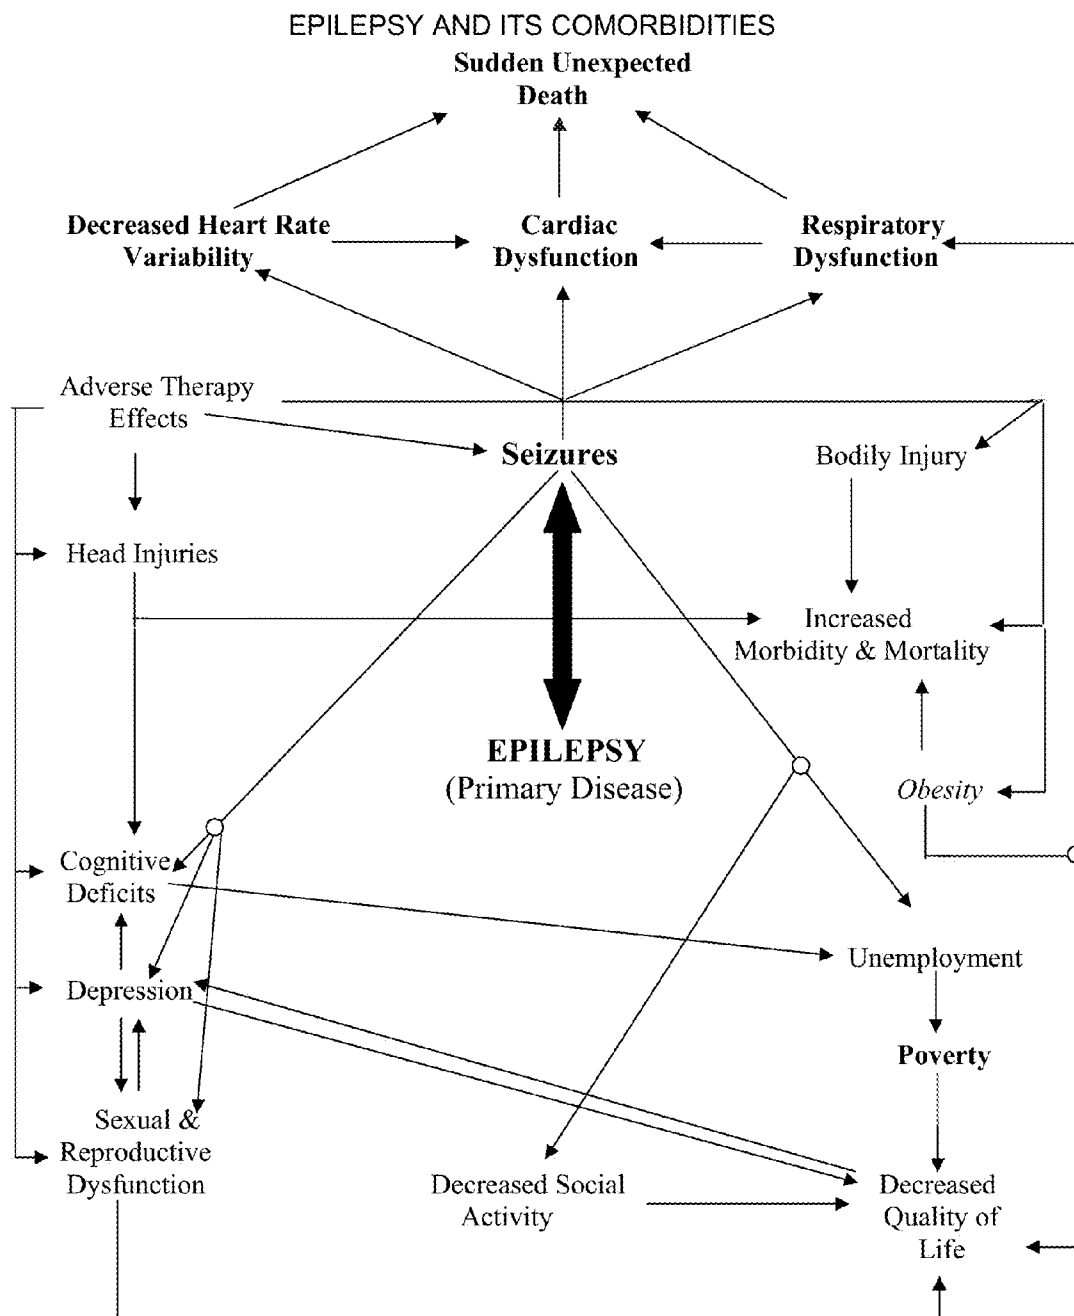 EPILEPSY AND ITS COMORBIDITIES
Sudden Unexpected
Death
Decreased Heart Rate
Variability
Cardiac
Dysfunction
Respiratory
Dysfunction
Adverse Therapy
Effects
Seizures
Bodily Injury
Head Injuries
Increased
Morbidity & Mortality
EPILEPSY
(Primary Disease)
Obesity
Cognitive
Deficits
Unemployment
Depression
Poverty
Sexual &
Reproductive
Dysfunction
Decreased Social
Activity
Decreased
Quality of
Life